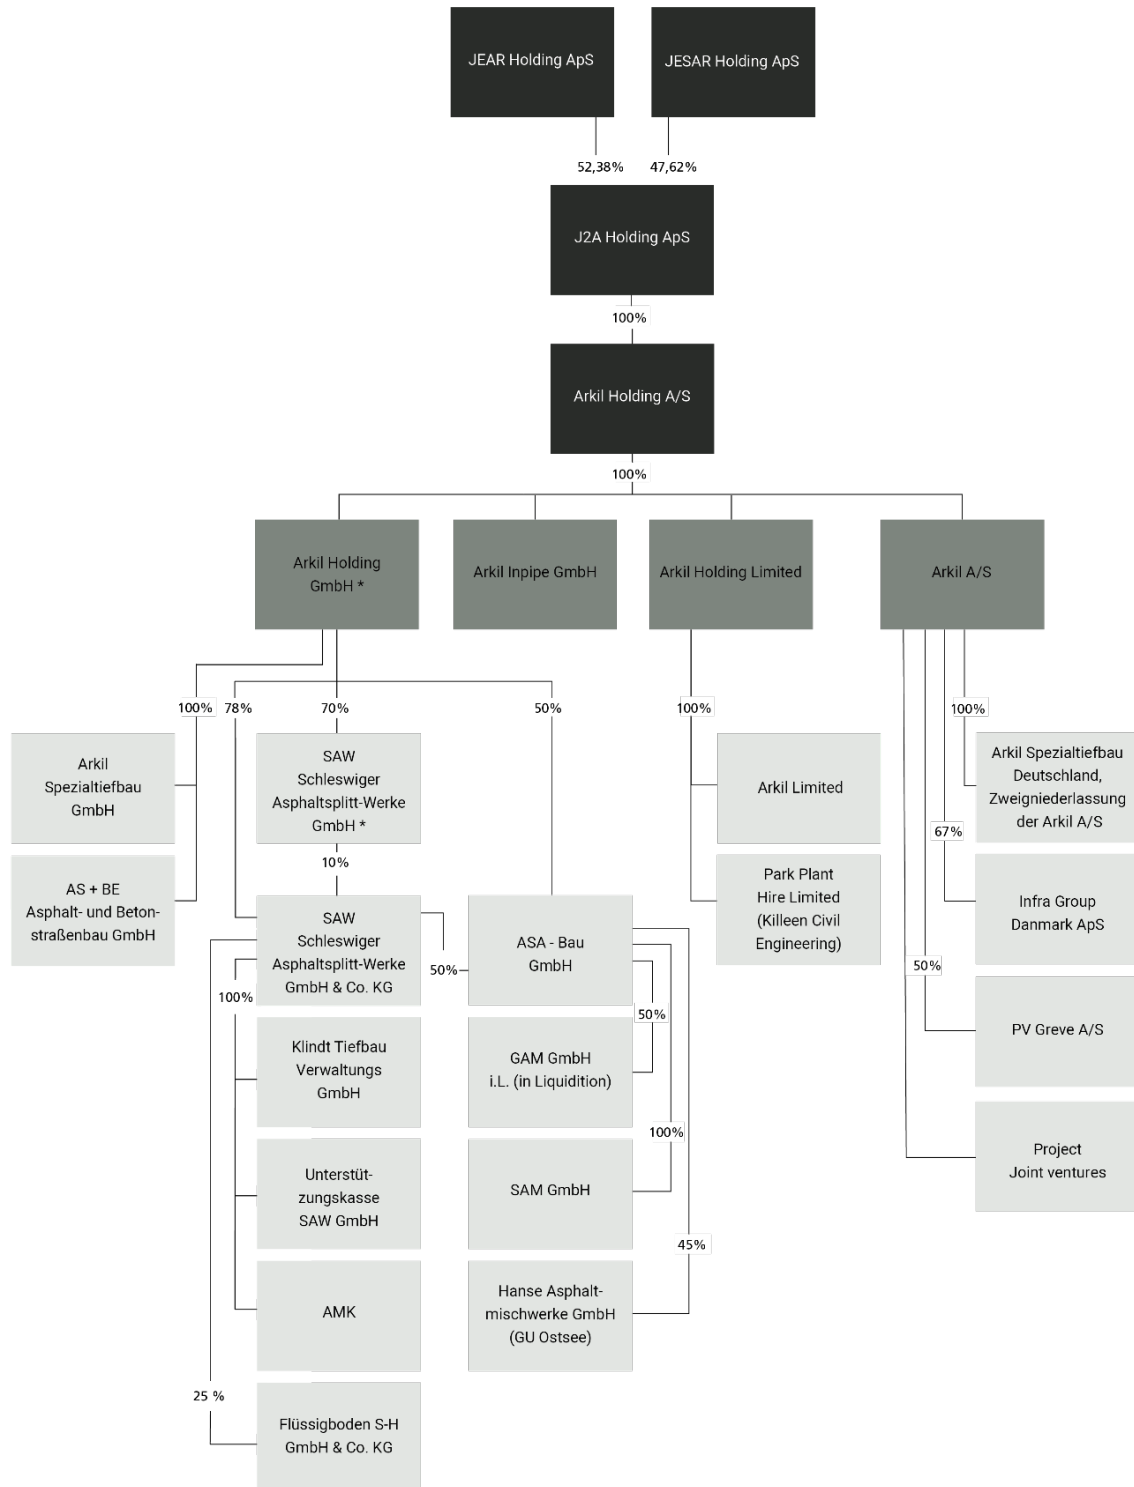 JEAR Holding ApS
JESAR Holding ApS
52,38%
47,62%
J2A Holding ApS
100%
Arkil Holding A/S
100%
Arkil Holding
GmbH *
Arkil Inpipe GmbH
Arkil Holding Limited
Arkil A/S
100%
78%
70%
50%
100%
100%
Arkil
Spezialtiefbau
GmbH
SAW
Schleswiger
Asphaltsplitt-Werke
GmbH *
Arkil Limited
Arkil Spezialtiefbau
Deutschland,
Zweigniederlassung
der Arkil A/S
67%
10%
AS + BE
Asphalt- und Beton-
straßenbau GmbH
SAW
Schleswiger
Asphaltsplitt-Werke
GmbH & Co. KG
50%
ASA - Bau
GmbH
Park Plant
Hire Limited
(Killeen Civil
Engineering)
Infra Group
Danmark ApS
50%
100%
50%
Klindt Tiefbau
Verwaltungs
GmbH
GAM GmbH
i.L. (in Liquidition)
PV Greve A/S
100%
Unterstüt-
zungskasse
SAW GmbH
SAM GmbH
Project
Joint ventures
45%
AMK
Hanse Asphalt-
mischwerke GmbH
(GU Ostsee)
25 %
Flüssigboden S-H
GmbH & Co. KG